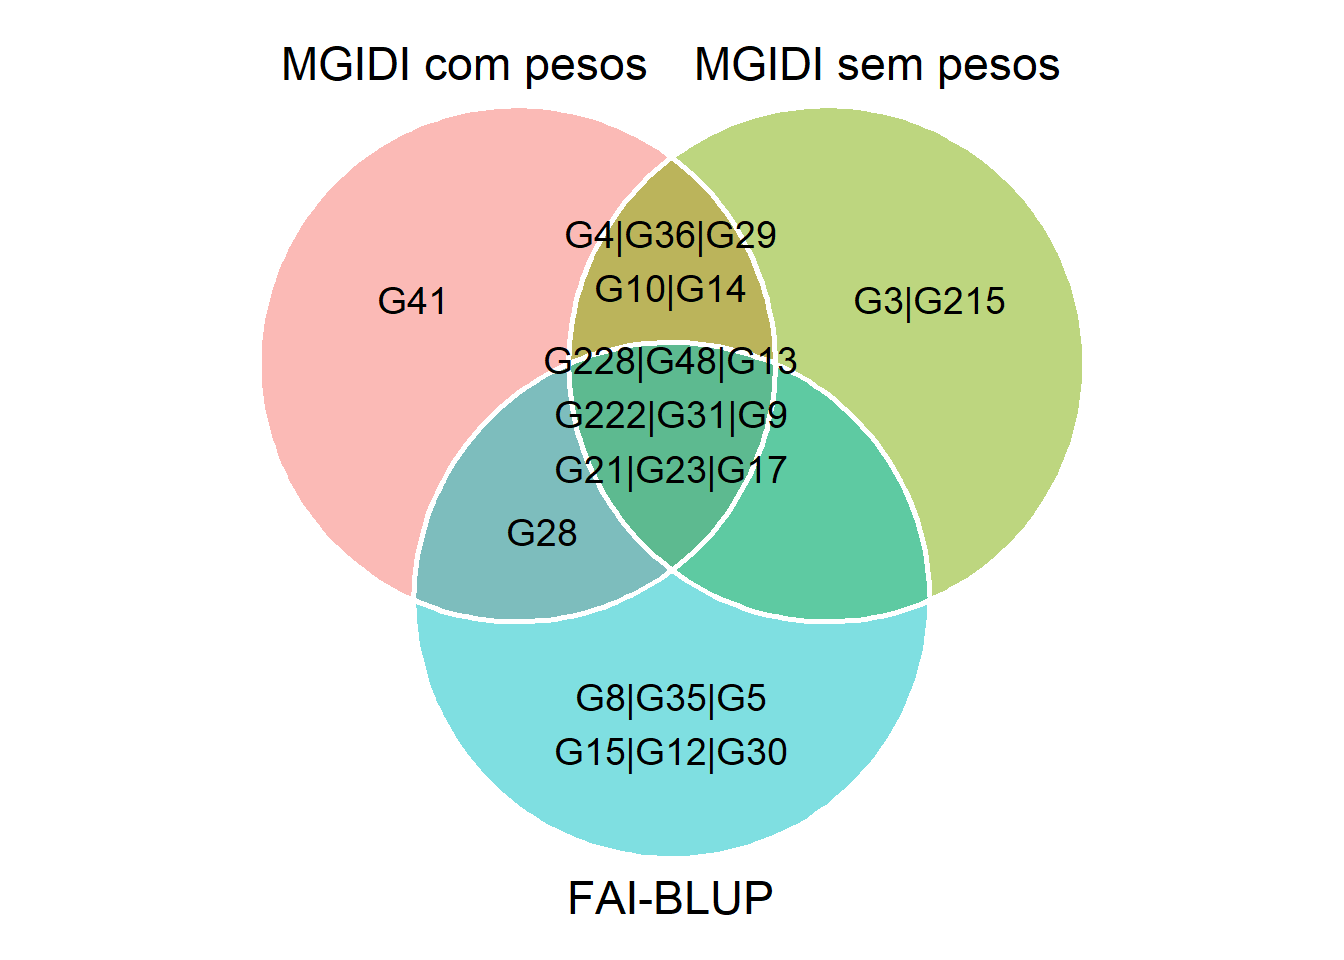 MGIDI com pesos
MGIDI sem pesos
G4|G36|G29
G10|G14
G41
G3|G215
G228|G48|G13
G222|G31|G9
G21|G23|G17
G28
G8|G35|G5
G15|G12|G30
FAI-BLUP